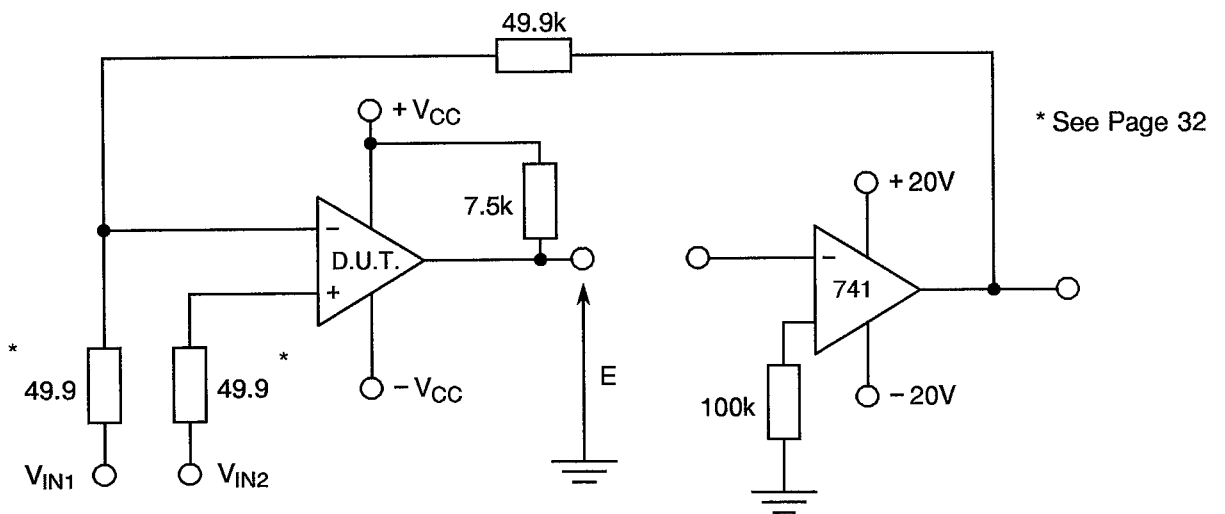 49.9k
+ VCC
* See Page 32
7.5k
+ 20V
−
D.U.T.
+
−
741
*
49.9
49.9
*
− VCC
E
100k
− 20V
VIN1
VIN2